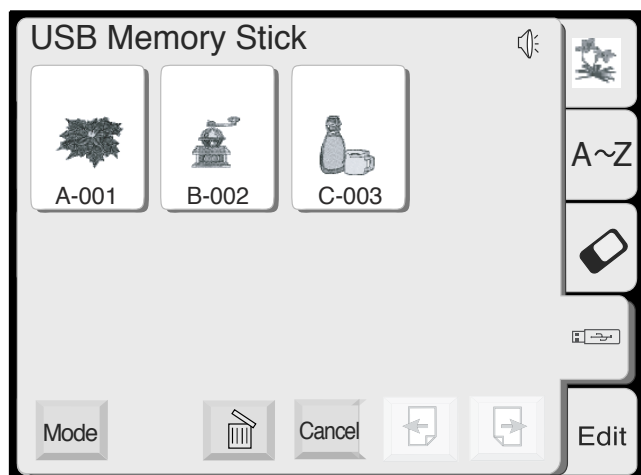 USB Memory Stick
A-001
B-002
C-003
A~Z
Mode
Cancel
Edit